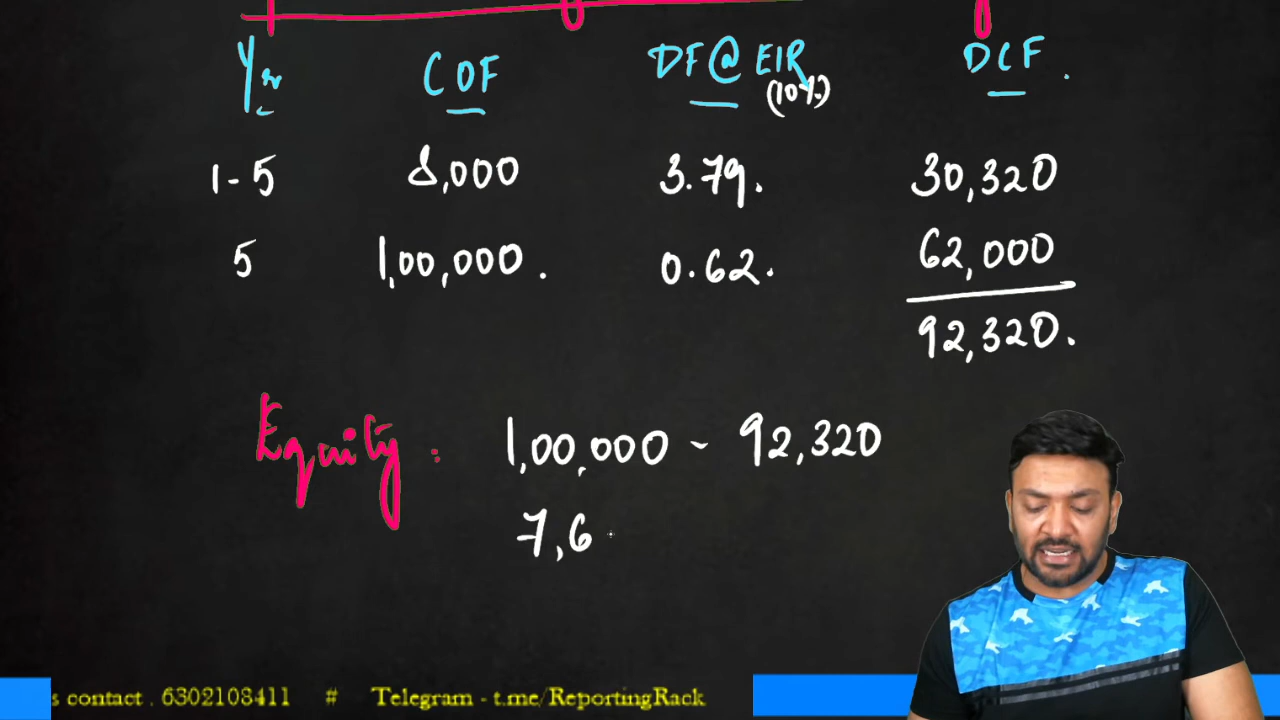 Yr COF DF@ EIR DCF .
(10%)
1-5 8,000 3.79. 30,320
5 1,00,000 . 0.62. 62,000
92,320.
Equity : 1,00,000 - 92,320
7,6
s contact . 6302108411 # Telegram - t.me/ReportingRack